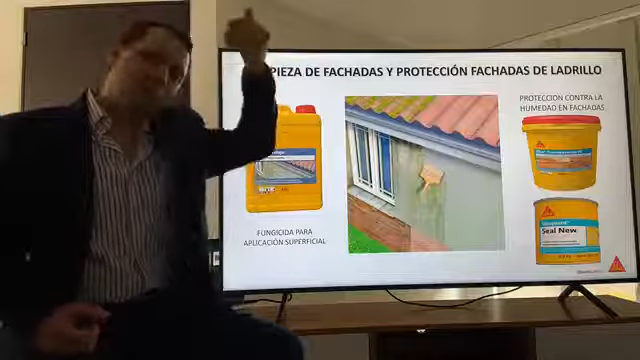 PIEZA DE FACHADAS Y PROTECCIÓN FACHADAS DE LADRILLO
PROTECCION CONTRA LA
HUMEDAD EN FACHADAS
Seal New
FUNGICIDA PARA
APLICACIÓN SUPERFICIAL